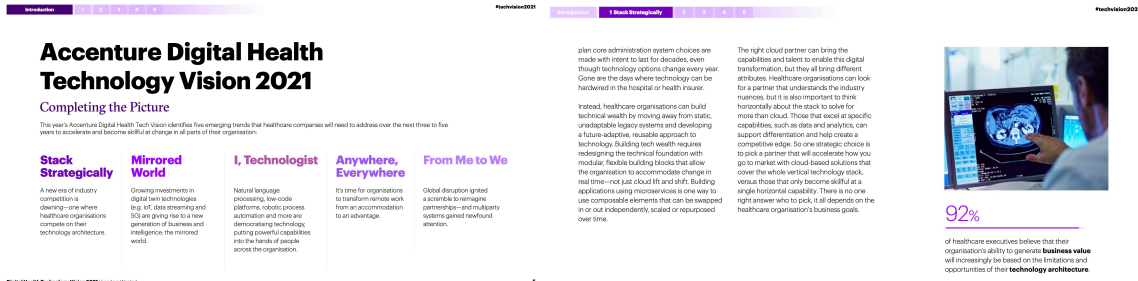 Introduction 1 2 3 4 5
#techvision2021
Accenture Digital Health
Technology Vision 2021
Completing the Picture
This year's Accenture Digital Health Tech Vision identifies five emerging trends that healthcare companies will need to address over the next three to five
years to accelerate and become skillful at change in all parts of their organisation:
Stack
Strategically
A new era of industry
competition is
dawning—one where
healthcare organisations
compete on their
technology architecture.
Mirrored
World
Growing investments in
digital twin technologies
(e.g. IoT, data streaming and
5G) are giving rise to a new
generation of business and
intelligence: the mirrored
world.
I, Technologist
Natural language
processing, low-code
platforms, robotic process
automation and more are
democratising technology,
putting powerful capabilities
into the hands of people
across the organisation.
Anywhere,
Everywhere
It's time for organisations
to transform remote work
from an accommodation
to an advantage.
From Me to We
Global disruption ignited
a scramble to reimagine
partnerships—and multiparty
systems gained newfound
attention.
Introduction 1 Stack Strategically 2 3 4 5
#techvision202
plan core administration system choices are
made with intent to last for decades, even
though technology options change every year.
Gone are the days where technology can be
hardwired in the hospital or health insurer.
Instead, healthcare organisations can build
technical wealth by moving away from static,
unadaptable legacy systems and developing
a future-adaptive, reusable approach to
technology. Building tech wealth requires
redesigning the technical foundation with
modular, flexible building blocks that allow
the organisation to accommodate change in
real time—not just cloud lift and shift. Building
applications using microservices is one way to
use composable elements that can be swapped
in or out independently, scaled or repurposed
over time.
The right cloud partner can bring the
capabilities and talent to enable this digital
transformation, but they all bring different
attributes. Healthcare organisations can look
for a partner that understands the industry
nuances, but it is also important to think
horizontally about the stack to solve for
more than cloud. Those that excel at specific
capabilities, such as data and analytics, can
support differentiation and help create a
competitive edge. So one strategic choice is
to pick a partner that will accelerate how you
go to market with cloud-based solutions that
cover the whole vertical technology stack,
versus those that only become skillful at a
single horizontal capability. There is no one
right answer who to pick, it all depends on the
healthcare organisation's business goals.
92%
of healthcare executives believe that their
organisation's ability to generate business value
will increasingly be based on the limitations and
opportunities of their technology architecture.